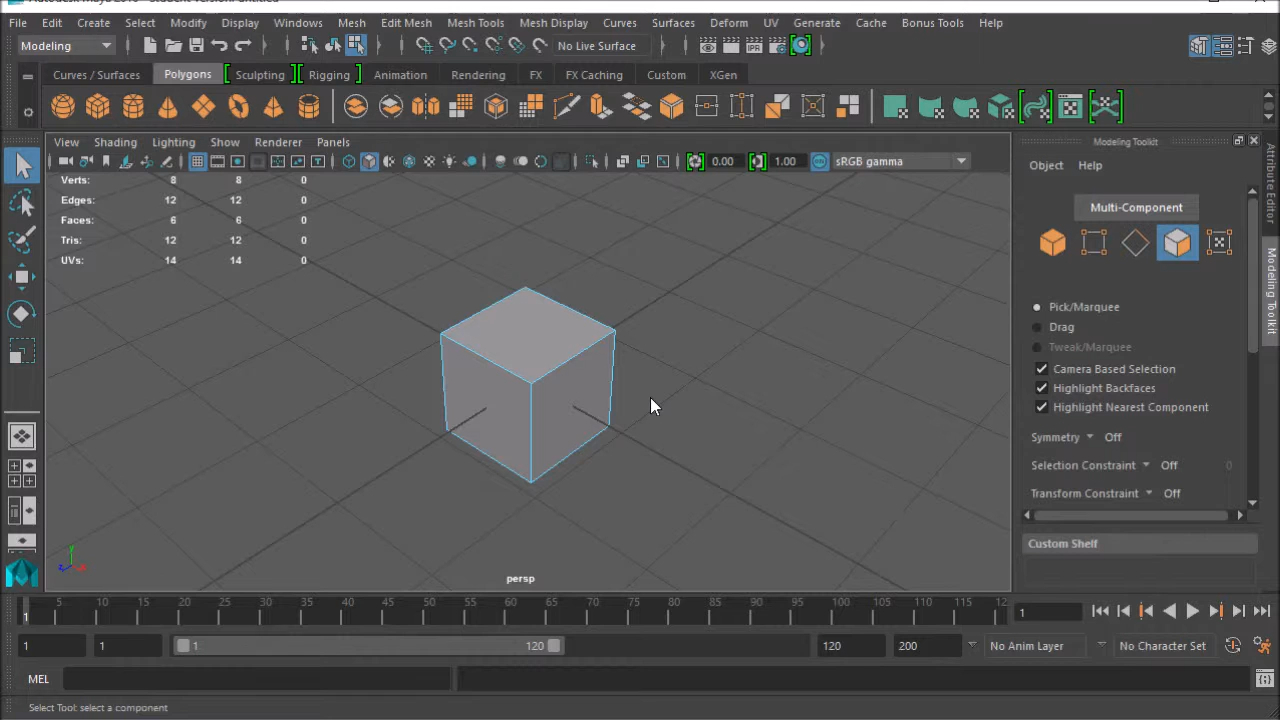 File Edit Create Select Modify Display Windows Mesh Edit Mesh Mesh Tools Mesh Display Curves Surfaces Deform UV Generate Cache Bonus Tools Help
Modeling No Live Surface IPR
Curves / Surfaces Polygons Sculpting Rigging Animation Rendering FX FX Caching Custom XGen
View Shading Lighting Show Renderer Panels
0.00 1.00 sRGB gamma
Verts: 8 8 0
Edges: 12 12 0
Faces: 6 6 0
Tris: 12 12 0
UVs: 14 14 0
y
persp
Modeling Toolkit
Object Help
Multi-Component
Pick/Marquee
Drag
Tweak/Marquee
Camera Based Selection
Highlight Backfaces
Highlight Nearest Component
Symmetry Off
Selection Constraint Off 0
Transform Constraint Off
Custom Shelf
Attribute Editor
Modeling Toolkit
5 10 15 20 25 30 35 40 45 50 55 60 65 70 75 80 85 90 95 100 105 110 115 12
1 1
1 1 1 120 120 200 No Anim Layer No Character Set
MEL
Select Tool: select a component